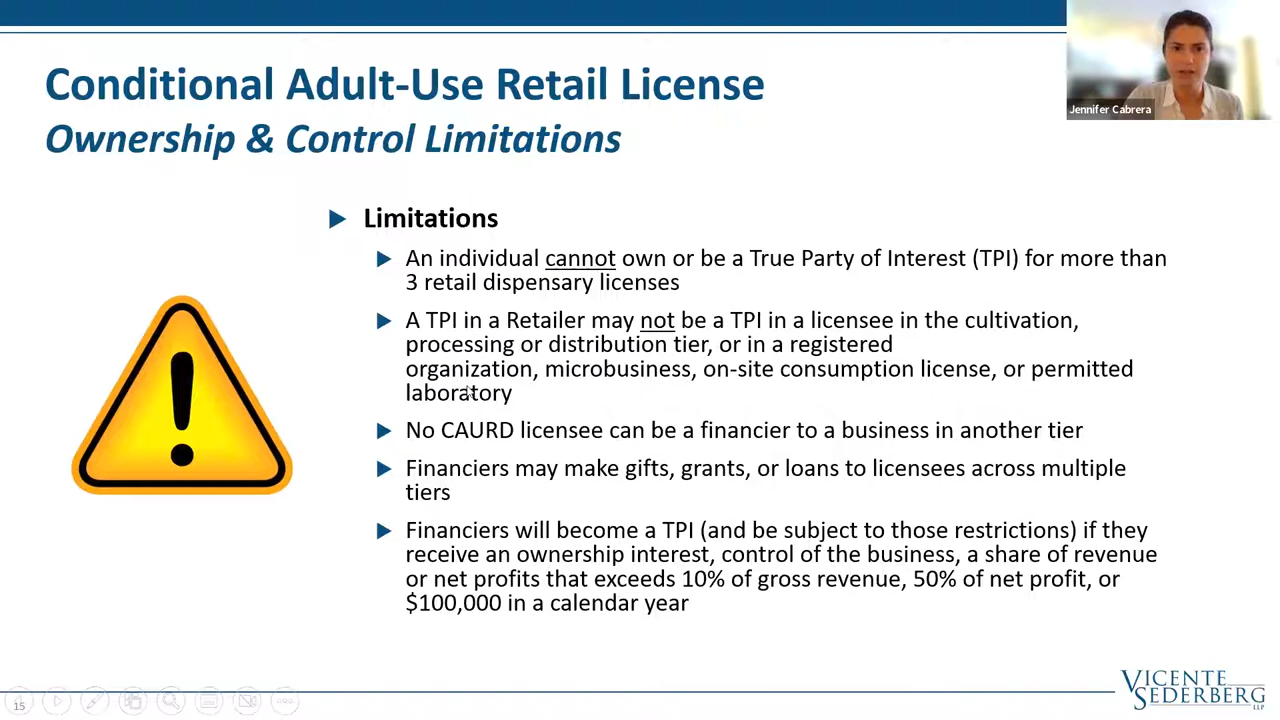 Conditional Adult-Use Retail License
Ownership & Control Limitations
Jennifer Cabrera
Limitations
An individual cannot own or be a True Party of Interest (TPI) for more than
3 retail dispensary licenses
A TPI in a Retailer may not be a TPI in a licensee in the cultivation,
processing or distribution tier, or in a registered
organization, microbusiness, on-site consumption license, or permitted
laboratory
No CAURD licensee can be a financier to a business in another tier
Financiers may make gifts, grants, or loans to licensees across multiple
tiers
Financiers will become a TPI (and be subject to those restrictions) if they
receive an ownership interest, control of the business, a share of revenue
or net profits that exceeds 10% of gross revenue, 50% of net profit, or
$100,000 in a calendar year
15
VICENTE
SEDERBERG
LLP